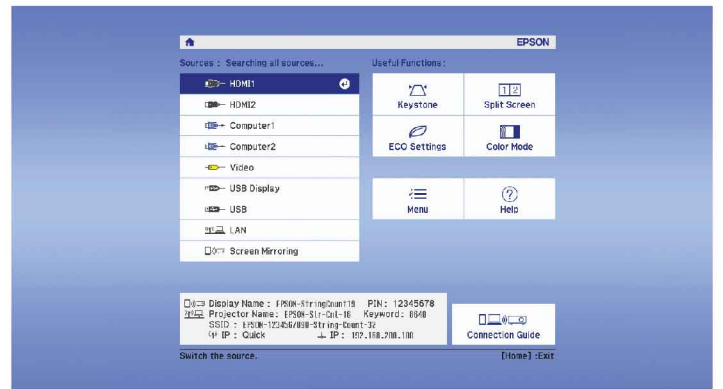 EPSON
Sources : Searching all sources...
HDMI1
HDMI2
Computer1
Computer2
Video
USB Display
USB
LAN
Screen Mirroring
Useful Functions :
Keystone
1 2
Split Screen
ECO Settings
Color Mode
Menu
? Help
Display Name : EPSON-StringCount19 PIN: 12345678
Projector Name: EPSON-Str-Cnt-16 Keyword: 0640
SSID : EPSON-1234567890-String-Count-32
IP : Quick IP : 192.168.200.100
Connection Guide
Switch the source.
[Home] :Exit